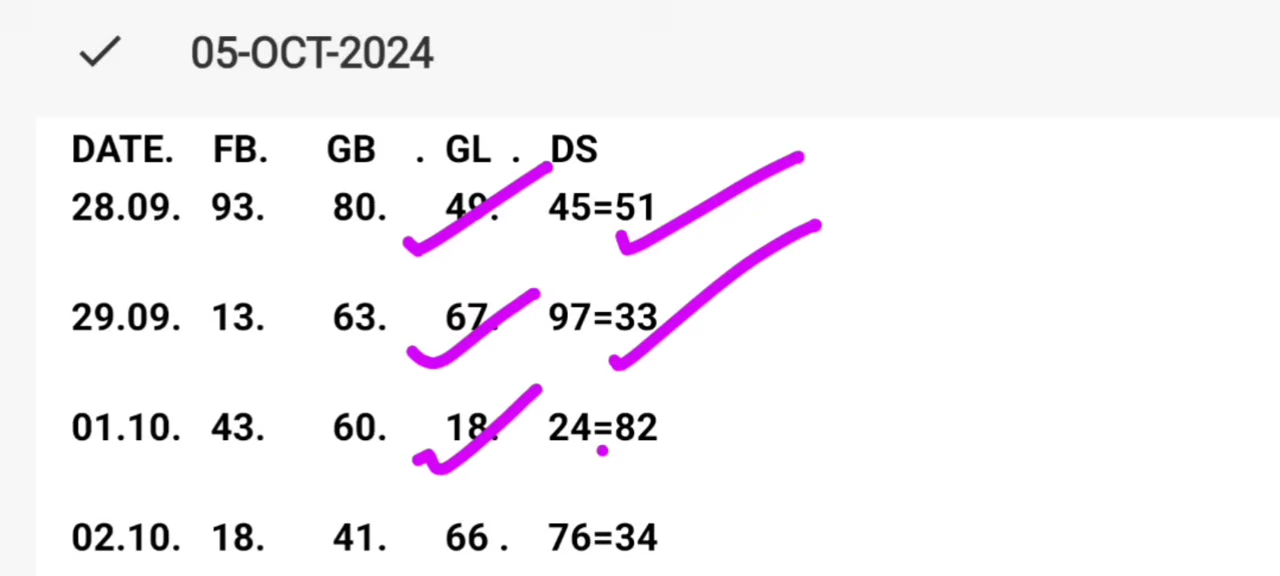 05-OCT-2024
DATE. FB. GB . GL . DS
28.09. 93. 80. 49. 45=51
29.09. 13. 63. 67. 97=33
01.10. 43. 60. 18. 24=82
02.10. 18. 41. 66 . 76=34